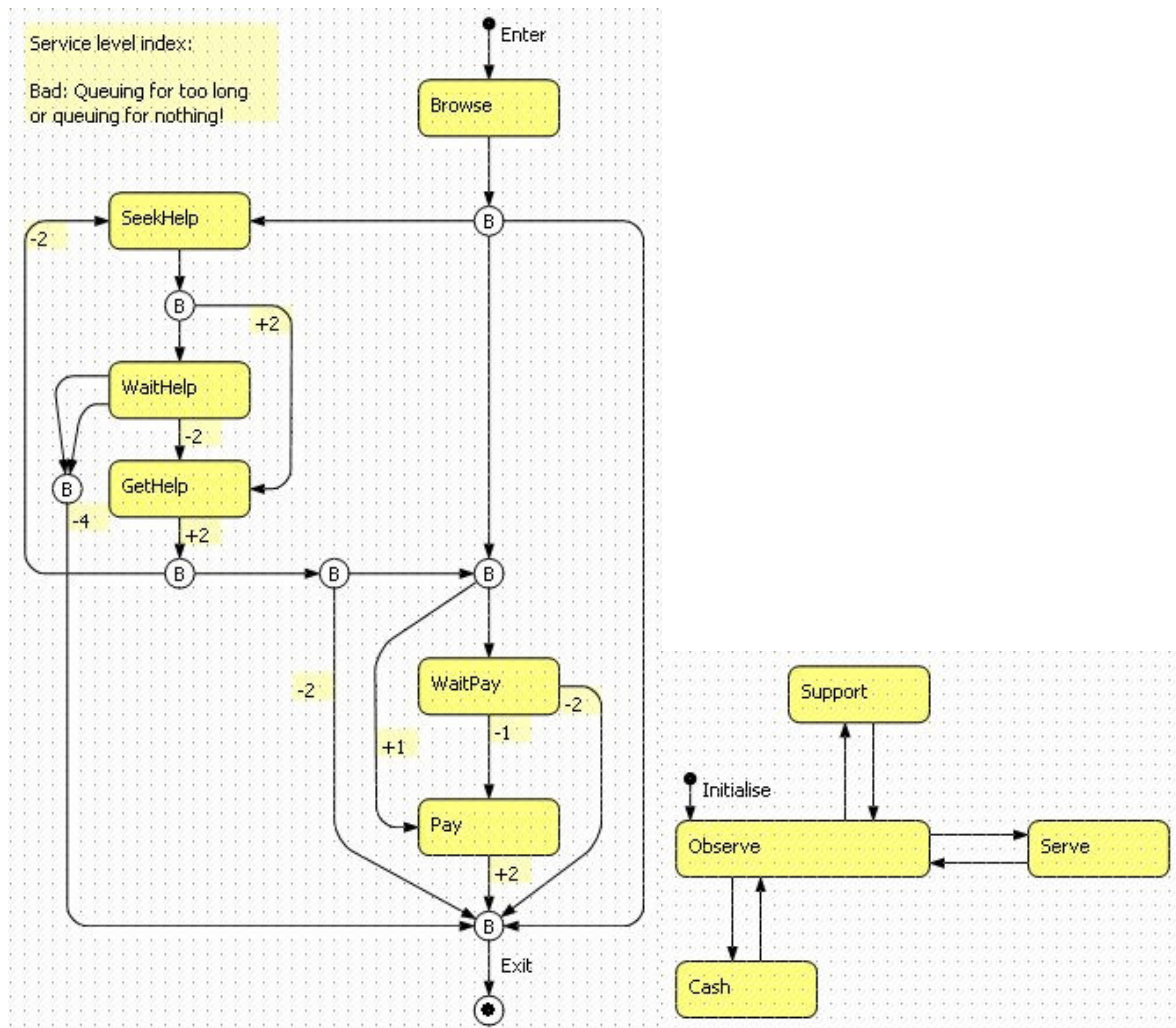 Service level index:
Bad: Queuing for too long
or queuing for nothing!
Enter
Browse
B
SeekHelp
-2
B
+2
WaitHelp
-2
B
GetHelp
-4
+2
B
B
B
WaitPay
-2
-2
-1
+1
Pay
+2
B
Exit
Support
Initialise
Observe
Serve
Cash